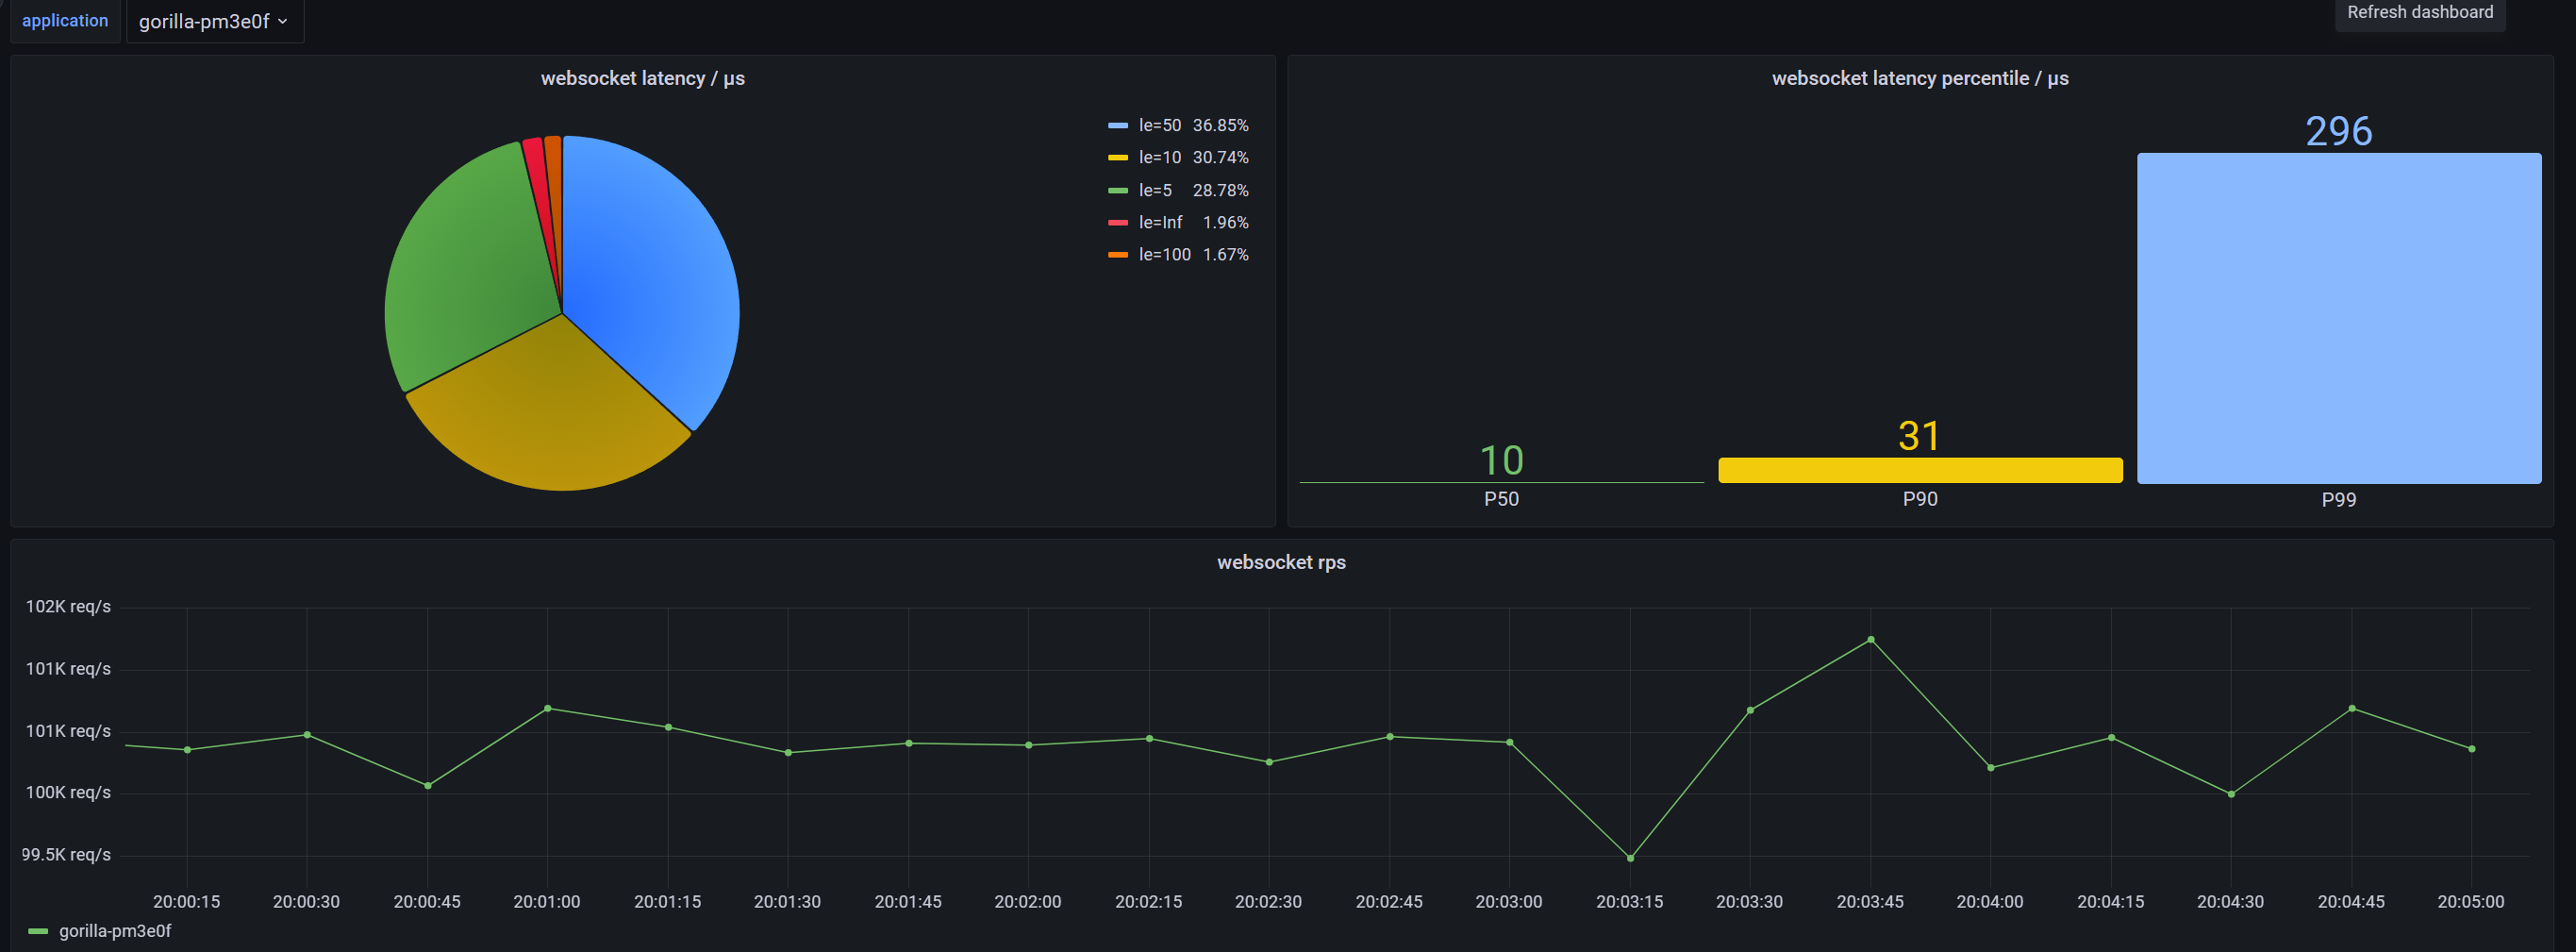 application gorilla-pm3e0f
Refresh dashboard
websocket latency / µs
le=50 36.85%
le=10 30.74%
le=5 28.78%
le=Inf 1.96%
le=100 1.67%
websocket latency percentile / µs
296
31
10
P50 P90 P99
websocket rps
102K req/s
101K req/s
101K req/s
100K req/s
99.5K req/s
20:00:15 20:00:30 20:00:45 20:01:00 20:01:15 20:01:30 20:01:45 20:02:00 20:02:15 20:02:30 20:02:45 20:03:00 20:03:15 20:03:30 20:03:45 20:04:00 20:04:15 20:04:30 20:04:45 20:05:00
gorilla-pm3e0f